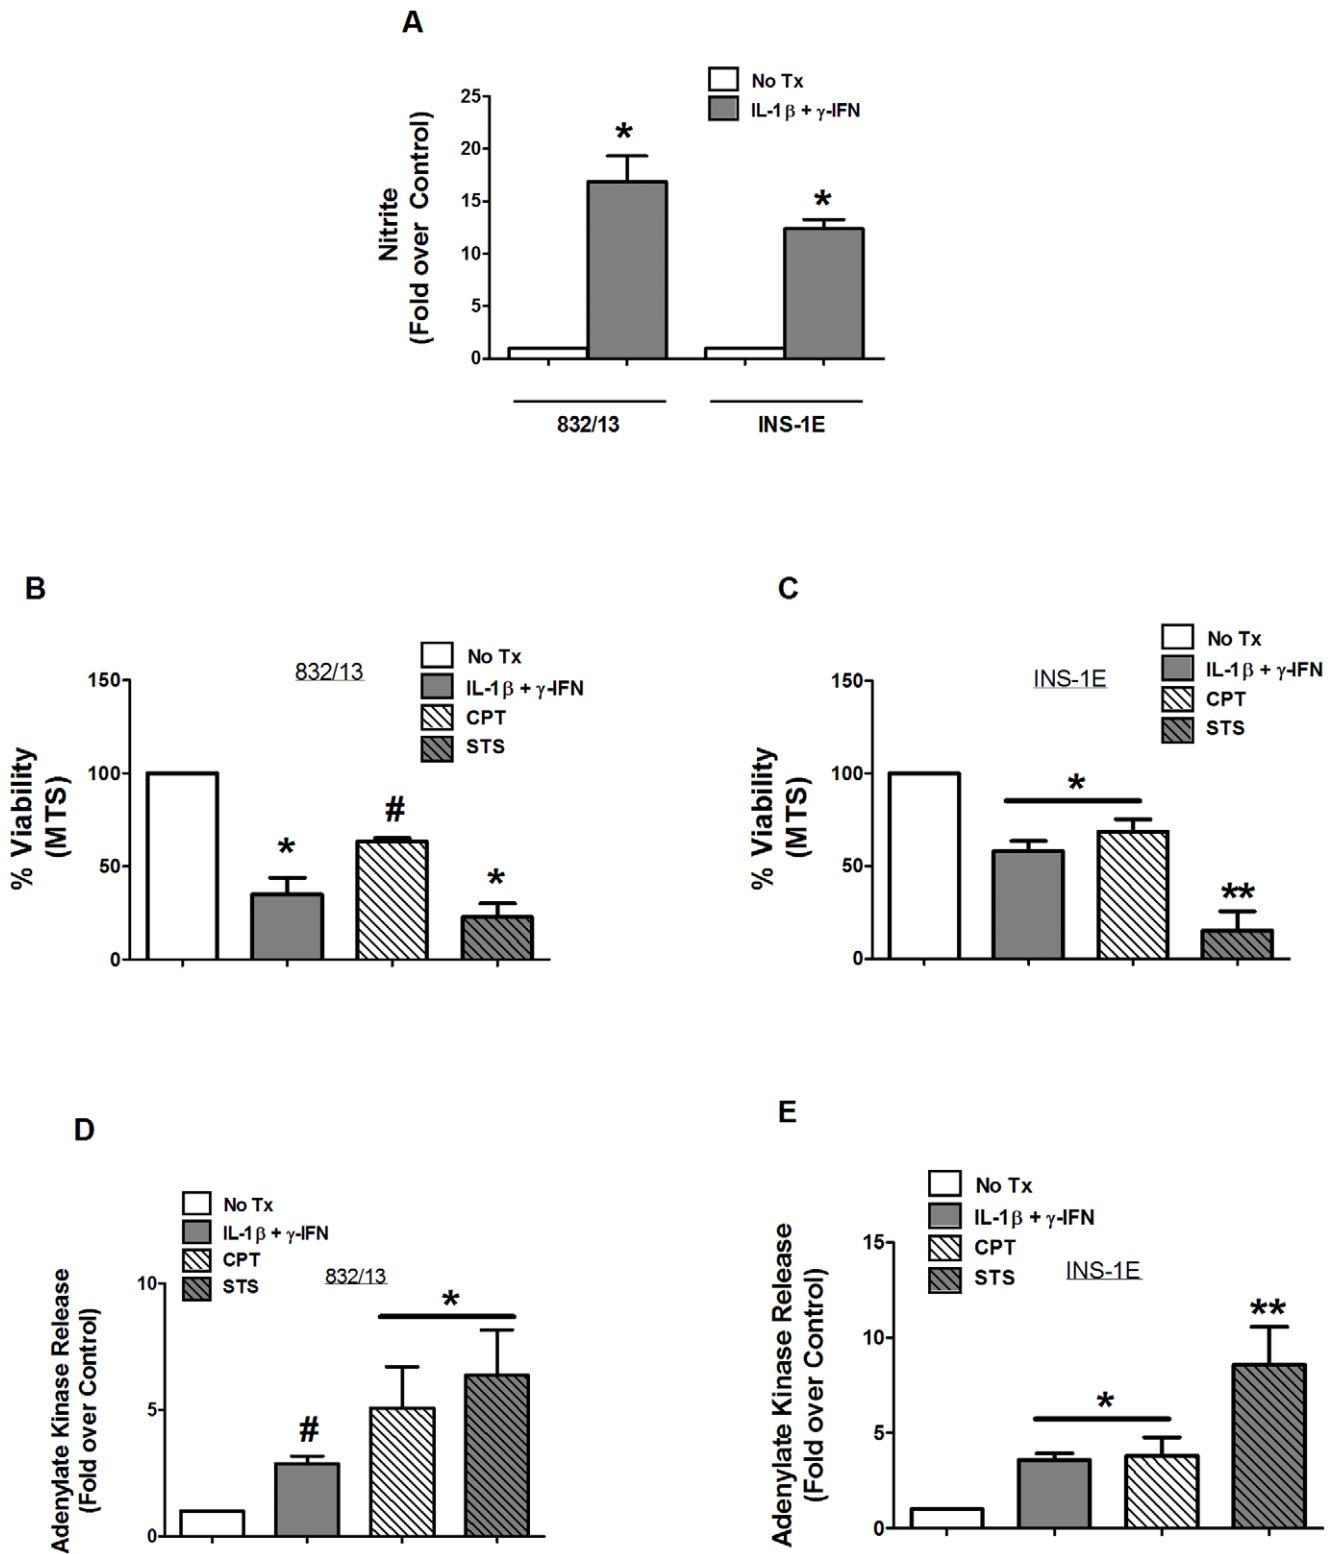 A
No Tx
IL-1β + γ-IFN
Nitrite
(Fold over Control)
25
20
15
10
5
0
*
*
832/13
INS-1E
B
832/13
No Tx
IL-1β + γ-IFN
CPT
STS
% Viability
(MTS)
150
100
50
0
*
#
*
C
INS-1E
No Tx
IL-1β + γ-IFN
CPT
STS
% Viability
(MTS)
150
100
50
0
*
**
D
No Tx
IL-1β + γ-IFN
CPT
STS
832/13
Adenylate Kinase Release
(Fold over Control)
10
5
0
#
*
E
No Tx
IL-1β + γ-IFN
CPT
STS
INS-1E
Adenylate Kinase Release
(Fold over Control)
15
10
5
0
*
**